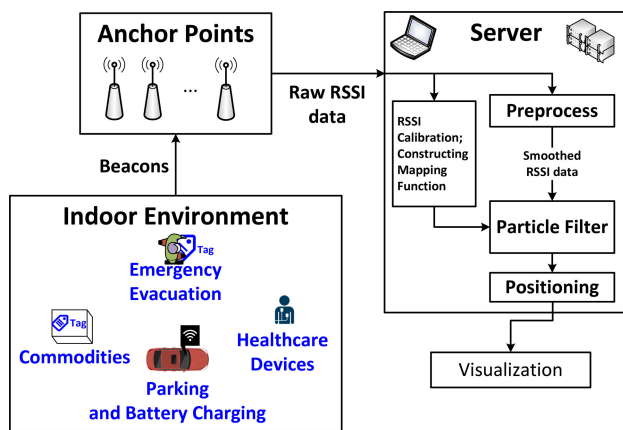 Anchor Points
...
Raw RSSI
data
Beacons
Indoor Environment
Tag
Emergency
Evacuation
Tag
Commodities
Healthcare
Devices
Parking
and Battery Charging
Server
RSSI
Calibration;
Constructing
Mapping
Function
Preprocess
Smoothed
RSSI data
Particle Filter
Positioning
Visualization